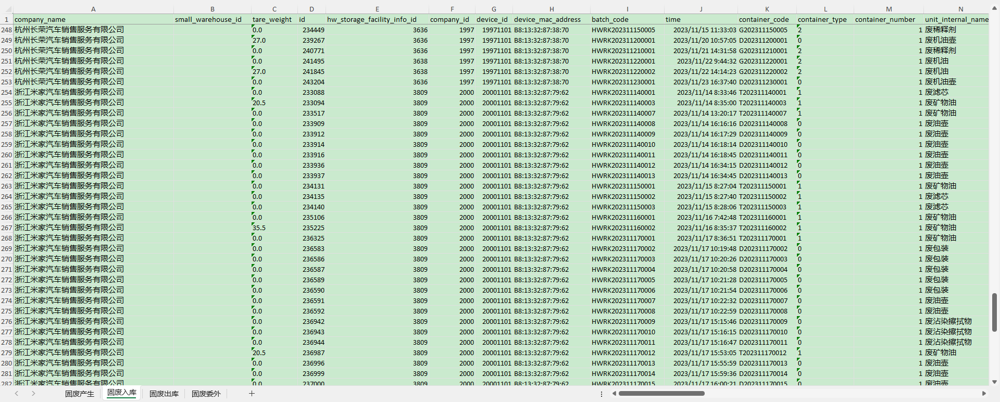 A B C D E F G H I J K L M N
1 company_name small_warehouse_id tare_weight id hw_storage_facility_info_id company_id device_id device_mac_address batch_code time container_code container_type container_number unit_internal_name
248 杭州长荣汽车销售服务有限公司 0.0 234449 3636 1997 19971101 B8:13:32:87:38:70 HWRK202311150005 2023/11/15 11:33:03 G202311150005 2 1 废稀释剂
249 杭州长荣汽车销售服务有限公司 27.0 239267 3636 1997 19971101 B8:13:32:87:38:70 HWRK202311200001 2023/11/20 10:57:05 D202311200001 0 1 废机油壶
250 杭州长荣汽车销售服务有限公司 0.0 240771 3636 1997 19971101 B8:13:32:87:38:70 HWRK202311210001 2023/11/21 14:31:58 G202311210001 2 1 废稀释剂
251 杭州长荣汽车销售服务有限公司 0.0 241495 3638 1997 19971101 B8:13:32:87:38:70 HWRK202311220001 2023/11/22 9:44:32 G202311220001 2 1 废机油
252 杭州长荣汽车销售服务有限公司 27.0 241845 3638 1997 19971101 B8:13:32:87:38:70 HWRK202311220002 2023/11/22 14:14:23 G202311220002 2 1 废机油
253 杭州长荣汽车销售服务有限公司 0.0 243204 3636 1997 19971101 B8:13:32:87:38:70 HWRK202311230001 2023/11/23 16:37:40 D202311230001 0 1 废机油壶
254 浙江米家汽车销售服务有限公司 0.0 233088 3809 2000 20001101 B8:13:32:87:79:62 HWRK202311140001 2023/11/14 8:33:46 T202311140001 1 1 废滤芯
255 浙江米家汽车销售服务有限公司 20.5 233094 3809 2000 20001101 B8:13:32:87:79:62 HWRK202311140003 2023/11/14 8:35:00 T202311140003 1 1 废矿物油
256 浙江米家汽车销售服务有限公司 0.0 233517 3809 2000 20001101 B8:13:32:87:79:62 HWRK202311140007 2023/11/14 13:20:17 T202311140007 1 1 废矿物油
257 浙江米家汽车销售服务有限公司 0.0 233909 3809 2000 20001101 B8:13:32:87:79:62 HWRK202311140008 2023/11/14 16:16:16 D202311140008 0 1 废油壶
258 浙江米家汽车销售服务有限公司 0.0 233912 3809 2000 20001101 B8:13:32:87:79:62 HWRK202311140009 2023/11/14 16:17:29 D202311140009 0 1 废油壶
259 浙江米家汽车销售服务有限公司 0.0 233914 3809 2000 20001101 B8:13:32:87:79:62 HWRK202311140010 2023/11/14 16:18:14 D202311140010 0 1 废油壶
260 浙江米家汽车销售服务有限公司 0.0 233916 3809 2000 20001101 B8:13:32:87:79:62 HWRK202311140011 2023/11/14 16:18:45 D202311140011 0 1 废油壶
261 浙江米家汽车销售服务有限公司 0.0 233936 3809 2000 20001101 B8:13:32:87:79:62 HWRK202311140012 2023/11/14 16:34:15 D202311140012 0 1 废油壶
262 浙江米家汽车销售服务有限公司 0.0 233937 3809 2000 20001101 B8:13:32:87:79:62 HWRK202311140013 2023/11/14 16:34:45 D202311140013 0 1 废油壶
263 浙江米家汽车销售服务有限公司 0.0 234131 3809 2000 20001101 B8:13:32:87:79:62 HWRK202311150001 2023/11/15 8:27:04 T202311150001 1 1 废矿物油
264 浙江米家汽车销售服务有限公司 0.0 234135 3809 2000 20001101 B8:13:32:87:79:62 HWRK202311150002 2023/11/15 8:27:40 T202311150002 1 1 废滤芯
265 浙江米家汽车销售服务有限公司 0.0 234140 3809 2000 20001101 B8:13:32:87:79:62 HWRK202311150003 2023/11/15 8:28:06 T202311150003 1 1 废滤芯
266 浙江米家汽车销售服务有限公司 0.0 235106 3809 2000 20001101 B8:13:32:87:79:62 HWRK202311160001 2023/11/16 7:42:48 T202311160001 1 1 废矿物油
267 浙江米家汽车销售服务有限公司 35.5 235225 3809 2000 20001101 B8:13:32:87:79:62 HWRK202311160002 2023/11/16 8:35:37 T202311160002 1 1 废矿物油
268 浙江米家汽车销售服务有限公司 0.0 236325 3809 2000 20001101 B8:13:32:87:79:62 HWRK202311170001 2023/11/17 8:36:51 T202311170001 1 1 废矿物油
269 浙江米家汽车销售服务有限公司 0.0 236583 3809 2000 20001101 B8:13:32:87:79:62 HWRK202311170002 2023/11/17 10:19:48 D202311170002 0 1 废包装
270 浙江米家汽车销售服务有限公司 0.0 236586 3809 2000 20001101 B8:13:32:87:79:62 HWRK202311170003 2023/11/17 10:20:26 D202311170003 0 1 废包装
271 浙江米家汽车销售服务有限公司 0.0 236587 3809 2000 20001101 B8:13:32:87:79:62 HWRK202311170004 2023/11/17 10:20:58 D202311170004 0 1 废包装
272 浙江米家汽车销售服务有限公司 0.0 236589 3809 2000 20001101 B8:13:32:87:79:62 HWRK202311170005 2023/11/17 10:21:28 D202311170005 0 1 废包装
273 浙江米家汽车销售服务有限公司 0.0 236590 3809 2000 20001101 B8:13:32:87:79:62 HWRK202311170006 2023/11/17 10:21:54 D202311170006 0 1 废包装
274 浙江米家汽车销售服务有限公司 0.0 236591 3809 2000 20001101 B8:13:32:87:79:62 HWRK202311170007 2023/11/17 10:22:32 D202311170007 0 1 废油壶
275 浙江米家汽车销售服务有限公司 0.0 236592 3809 2000 20001101 B8:13:32:87:79:62 HWRK202311170008 2023/11/17 10:22:59 D202311170008 0 1 废油壶
276 浙江米家汽车销售服务有限公司 0.0 236942 3809 2000 20001101 B8:13:32:87:79:62 HWRK202311170009 2023/11/17 15:15:46 D202311170009 0 1 废沾染擦拭物
277 浙江米家汽车销售服务有限公司 0.0 236943 3809 2000 20001101 B8:13:32:87:79:62 HWRK202311170010 2023/11/17 15:16:15 D202311170010 0 1 废沾染擦拭物
278 浙江米家汽车销售服务有限公司 0.0 236944 3809 2000 20001101 B8:13:32:87:79:62 HWRK202311170011 2023/11/17 15:16:47 D202311170011 0 1 废沾染擦拭物
279 浙江米家汽车销售服务有限公司 20.5 236987 3809 2000 20001101 B8:13:32:87:79:62 HWRK202311170012 2023/11/17 15:53:05 T202311170012 1 1 废矿物油
280 浙江米家汽车销售服务有限公司 0.0 236996 3809 2000 20001101 B8:13:32:87:79:62 HWRK202311170013 2023/11/17 15:55:59 D202311170013 0 1 废油壶
281 浙江米家汽车销售服务有限公司 0.0 236999 3809 2000 20001101 B8:13:32:87:79:62 HWRK202311170014 2023/11/17 15:59:36 D202311170014 0 1 废油壶
282 浙江米家汽车销售服务有限公司 0.0 237000 3809 2000 20001101 B8:13:32:87:79:62 HWRK202311170015 2023/11/17 16:00:21 D202311170015 0 1 废油壶
固废产生 固废入库 固废出库 固废委外 +